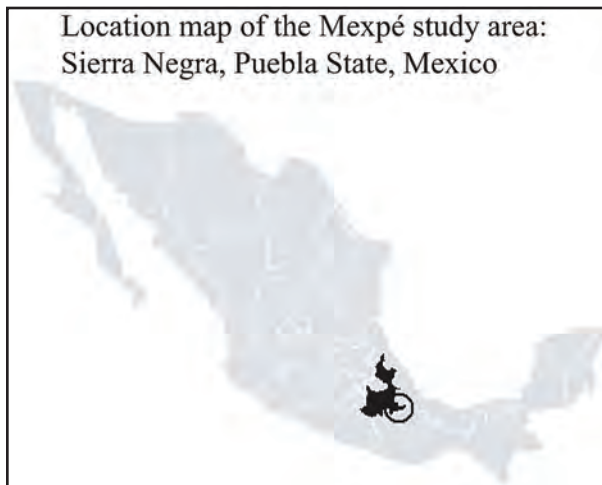 Location map of the Mexpé study area:
Sierra Negra, Puebla State, Mexico